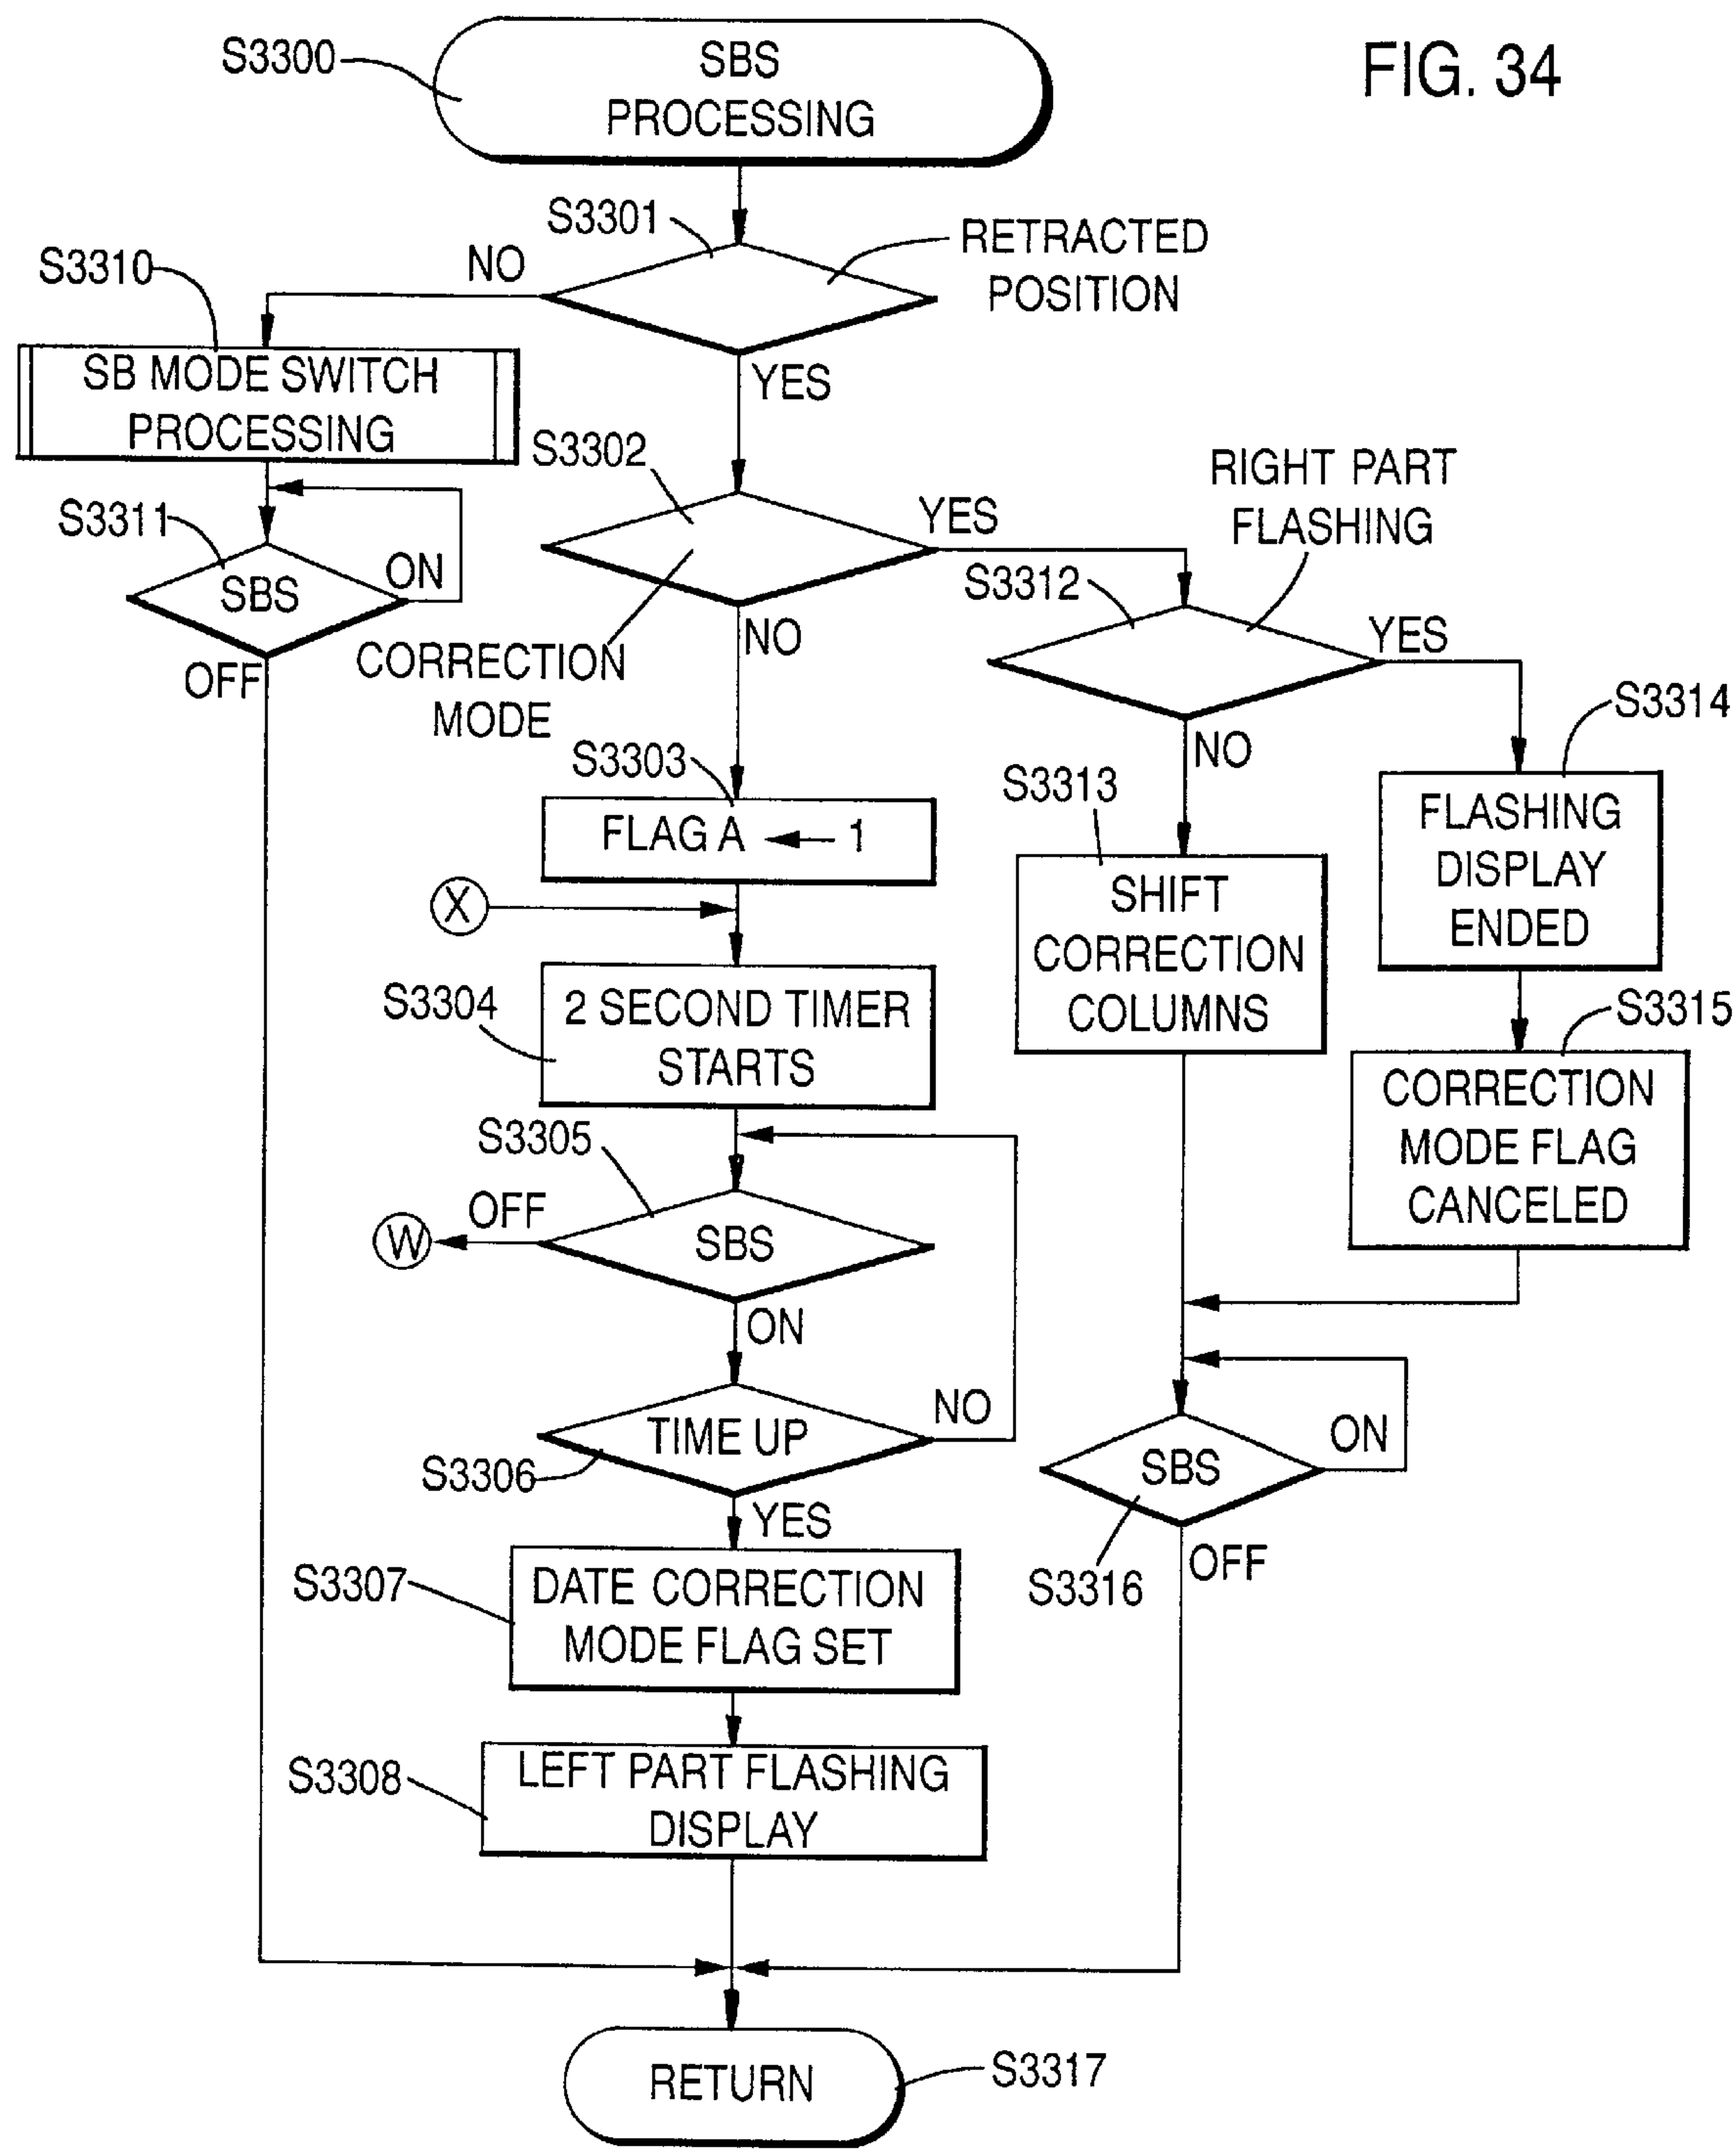 FIG. 34
S3300
SBS
PROCESSING
S3301
RETRACTED
POSITION
NO
YES
S3310
SB MODE SWITCH
PROCESSING
S3311
SBS
ON
OFF
S3302
CORRECTION
MODE
YES
NO
RIGHT PART
FLASHING
S3312
YES
NO
S3303
FLAG A ← 1
X
S3304
2 SECOND TIMER
STARTS
S3305
OFF
W
SBS
ON
TIME UP
NO
S3306
YES
S3307
DATE CORRECTION
MODE FLAG SET
S3308
LEFT PART FLASHING
DISPLAY
S3313
SHIFT
CORRECTION
COLUMNS
S3314
FLASHING
DISPLAY
ENDED
S3315
CORRECTION
MODE FLAG
CANCELED
SBS
ON
S3316
OFF
RETURN
S3317